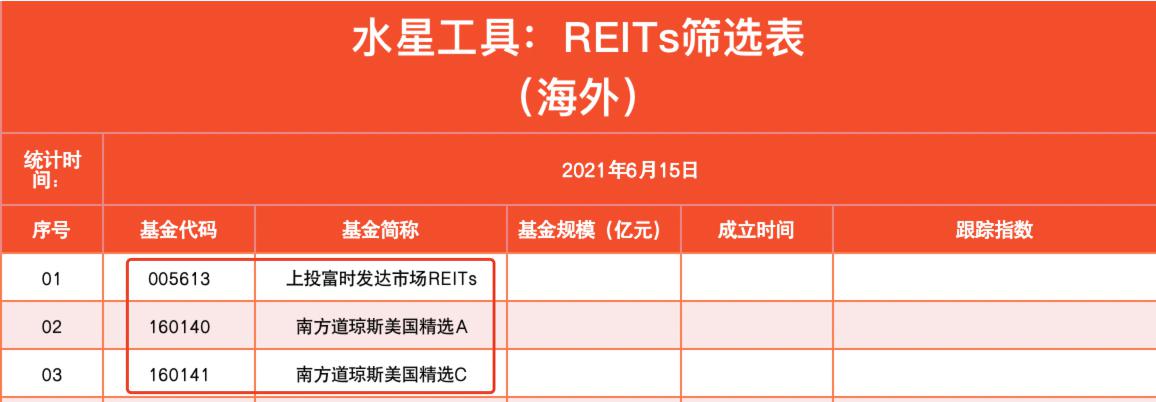 水星工具：REITs筛选表
（海外）
统计时
间：
2021年6月15日
序号 基金代码 基金简称 基金规模（亿元） 成立时间 跟踪指数
01 005613 上投富时发达市场REITs
02 160140 南方道琼斯美国精选A
03 160141 南方道琼斯美国精选C